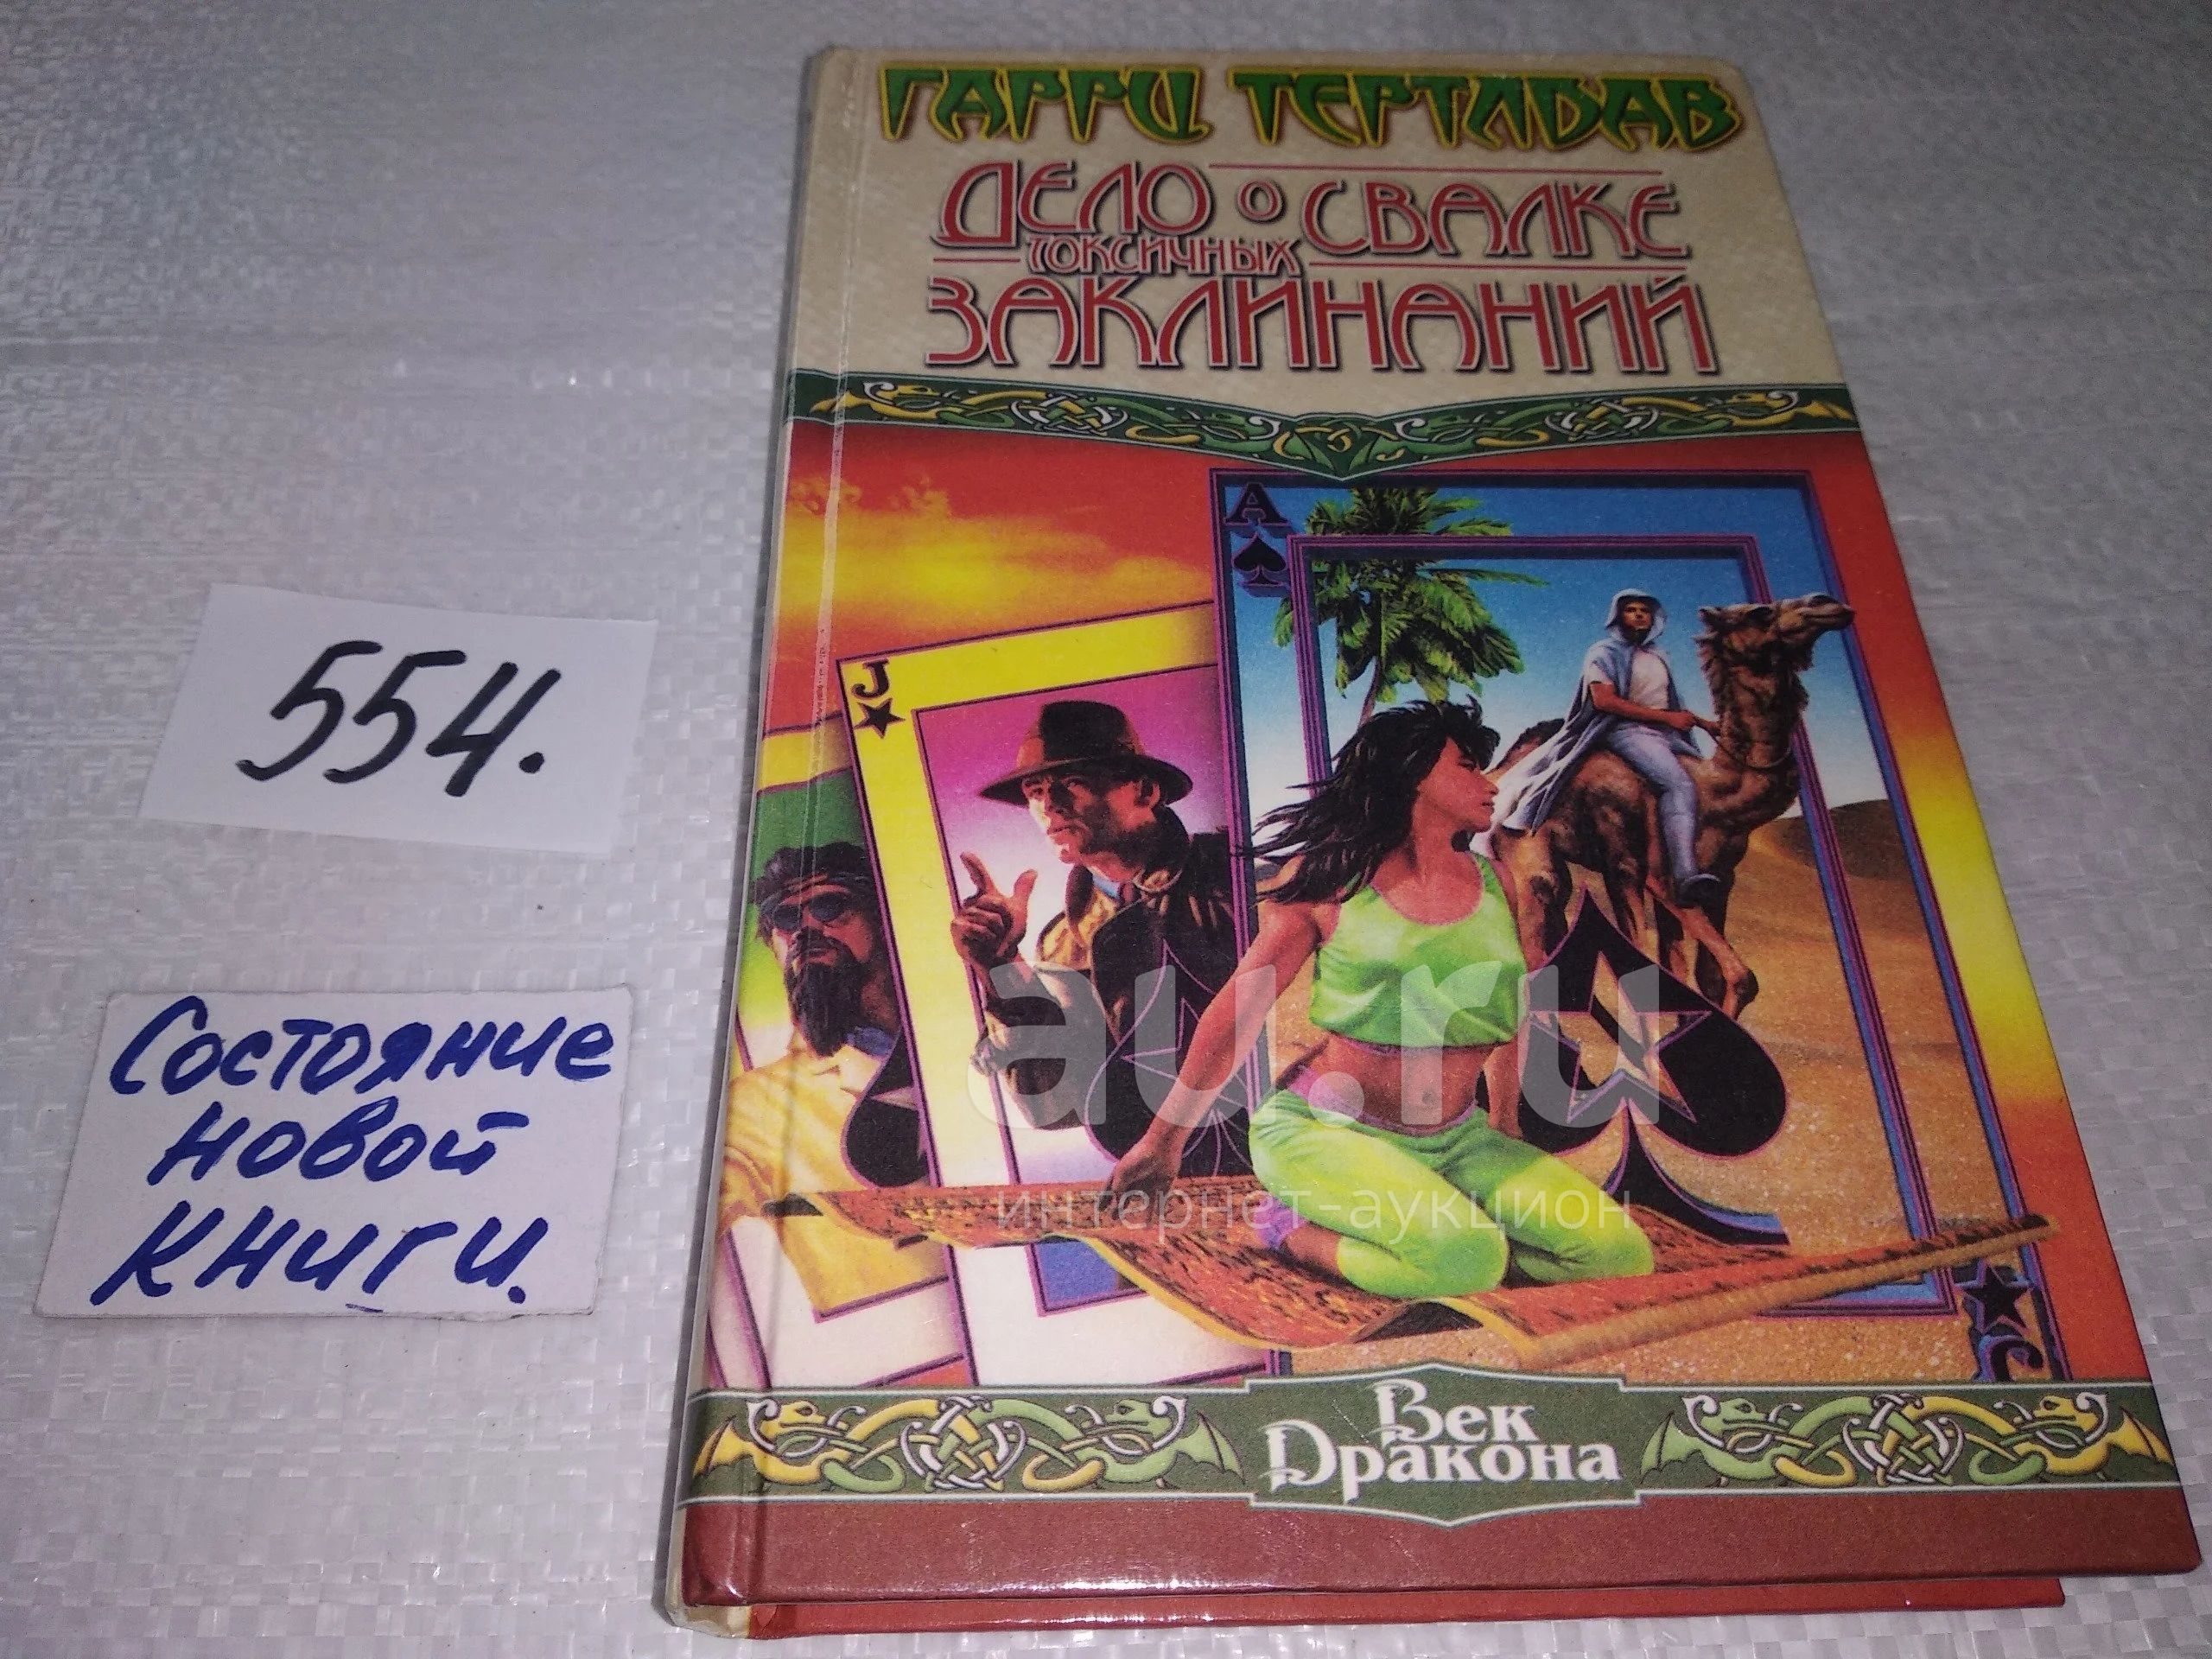 ГАРРИ ТЕРТЛДАВ
ДЕЛО О СВАЛКЕ
ТОКСИЧНЫХ
ЗАКЛИНАНИЙ
A
J
J
554.
Состояние
новой
книги.
au.ru
интернет-аукцион
Век
Дракона